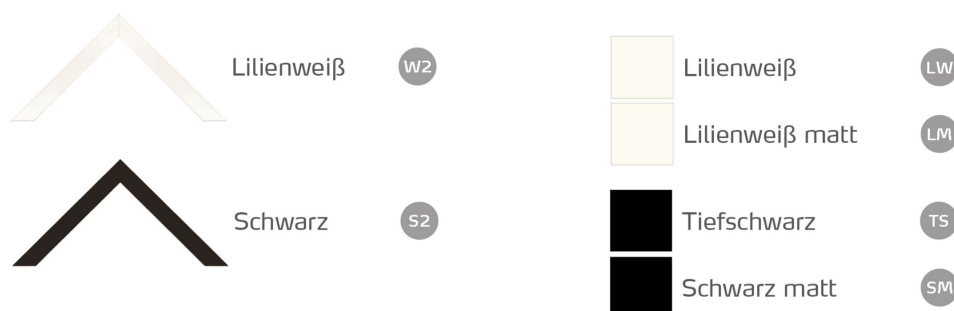 Lilienweiß W2
Schwarz S2
Lilienweiß LW
Lilienweiß matt LM
Tiefschwarz TS
Schwarz matt SM